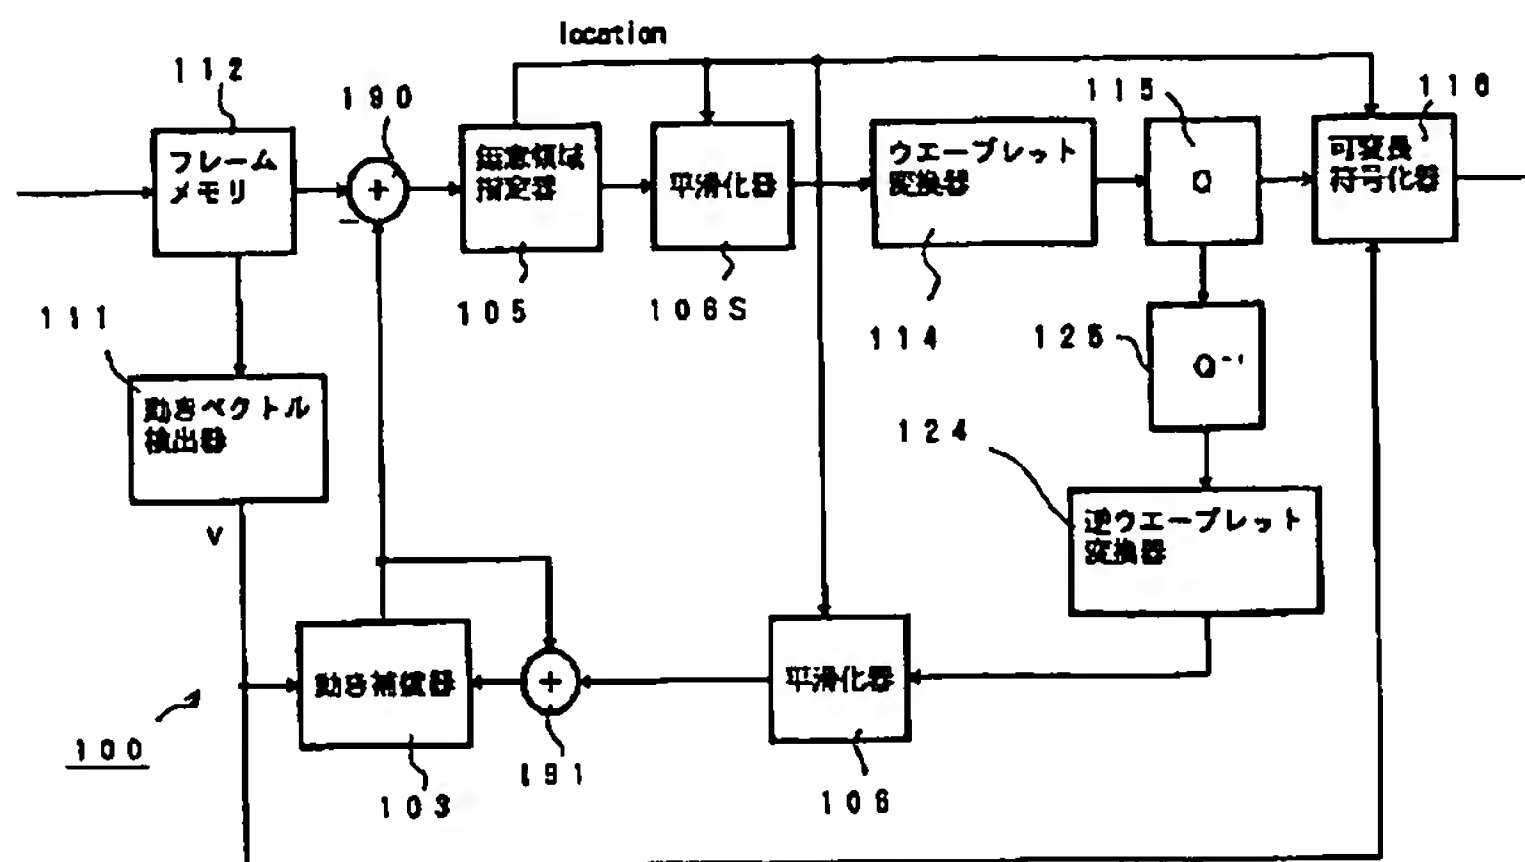 location
112
190
115
116
フレーム
メモリ
+
−
無意領域
指定器
平滑化器
ウエーブレット
変換器
Q
可変長
符号化器
105
106S
114
111
125
Q⁻¹
動きベクトル
検出器
124
V
逆ウエーブレット
変換器
動き補償器
+
平滑化器
100
103
191
106